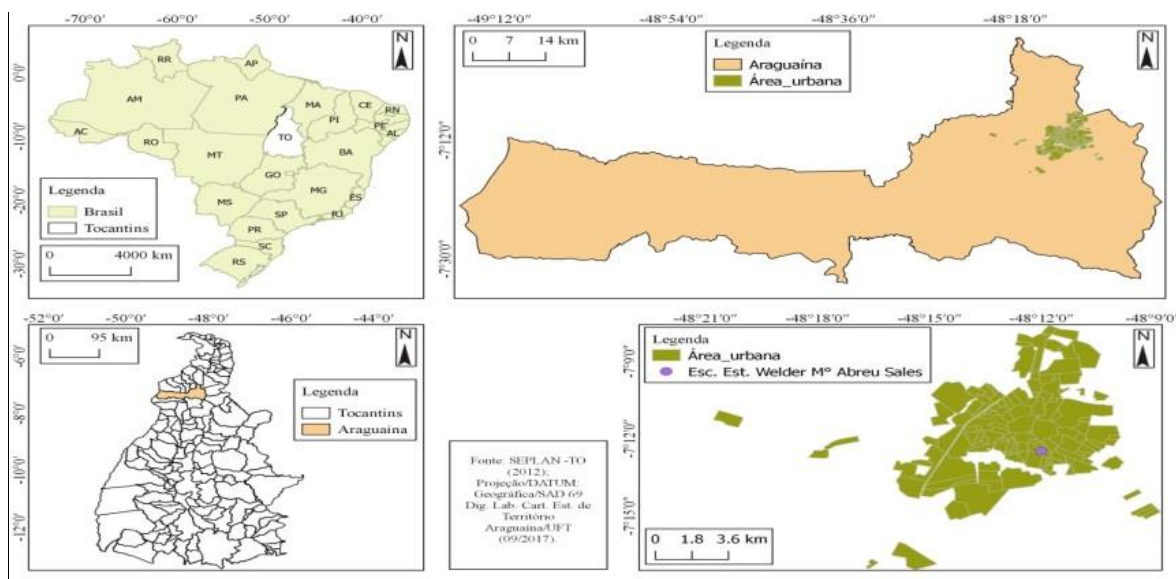 -70°0' -60°0' -50°0' -40°0'
0°0'
-10°0'
-20°0'
-30°0'
N
RR
AP
AM
PA
MA
CE
RN
PI
PE
AL
AC
RO
TO
BA
MT
GO
MG
ES
MS
SP
RJ
PR
SC
RS
Legenda
Brasil
Tocantins
0 4000 km
-49°12'0" -48°54'0" -48°36'0" -48°18'0"
-7°12'0"
-7°30'0"
0 7 14 km
Legenda
Araguaína
Área_urbana
N
-52°0' -50°0' -48°0' -46°0' -44°0'
-6°0'
-8°0'
-10°0'
-12°0'
0 95 km
N
Legenda
Tocantins
Araguaina
Fonte: SEPLAN -TO
(2012);
Projeção/DATUM:
Geográfica/SAD 69
Dig. Lab. Cart. Est. de
Território
Araguaína/UFT
(09/2017).
-48°21'0" -48°18'0" -48°15'0" -48°12'0" -48°9'0"
-7°9'0"
-7°12'0"
-7°15'0"
Legenda
Área_urbana
Esc. Est. Welder Mº Abreu Sales
N
0 1.8 3.6 km